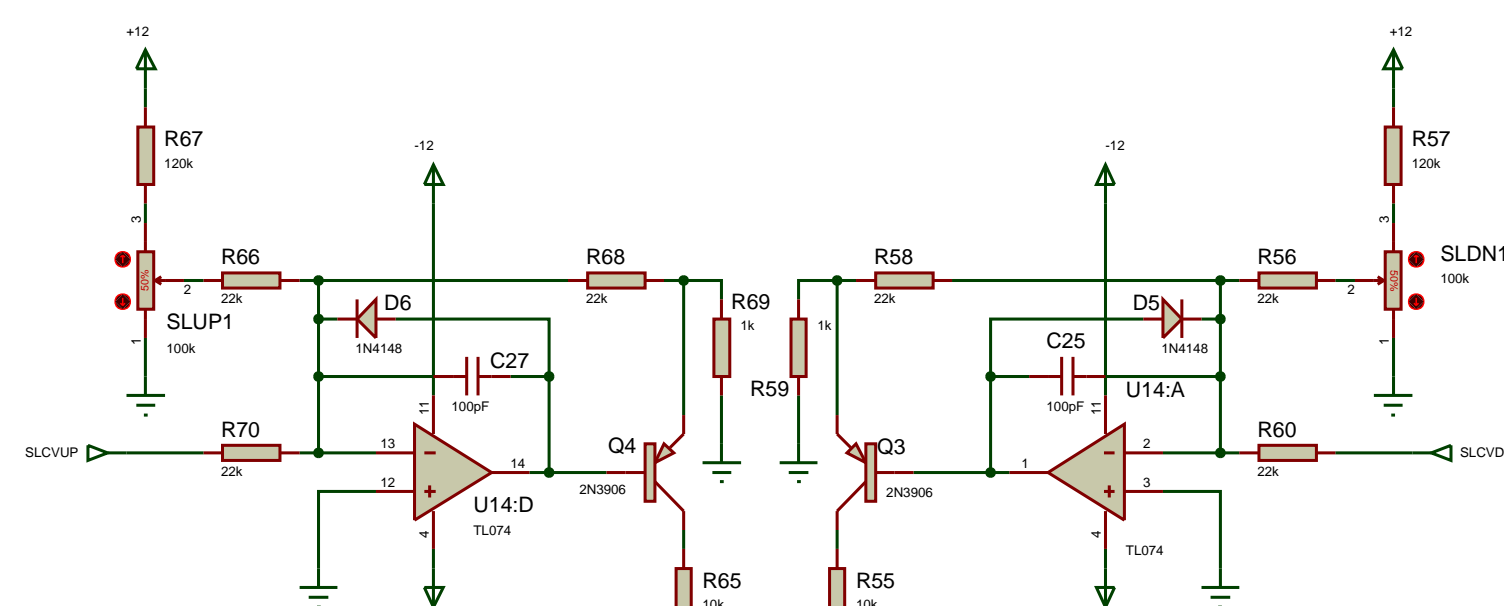 +12
+12
R67
120k
-12
-12
R57
120k
3
3
R66
22k
R68
22k
R58
22k
R56
22k
SLDN1
100k
50%
2
50%
2
SLUP1
100k
D6
1N4148
R69
1k
1k
R59
D5
1N4148
1
1
C27
100pF
C25
100pF
U14:A
11
11
SLCVUP
R70
22k
13
12
14
Q4
2N3906
Q3
2N3906
1
2
3
R60
22k
SLCVD
U14:D
TL074
TL074
4
4
R65
10k
R55
10k